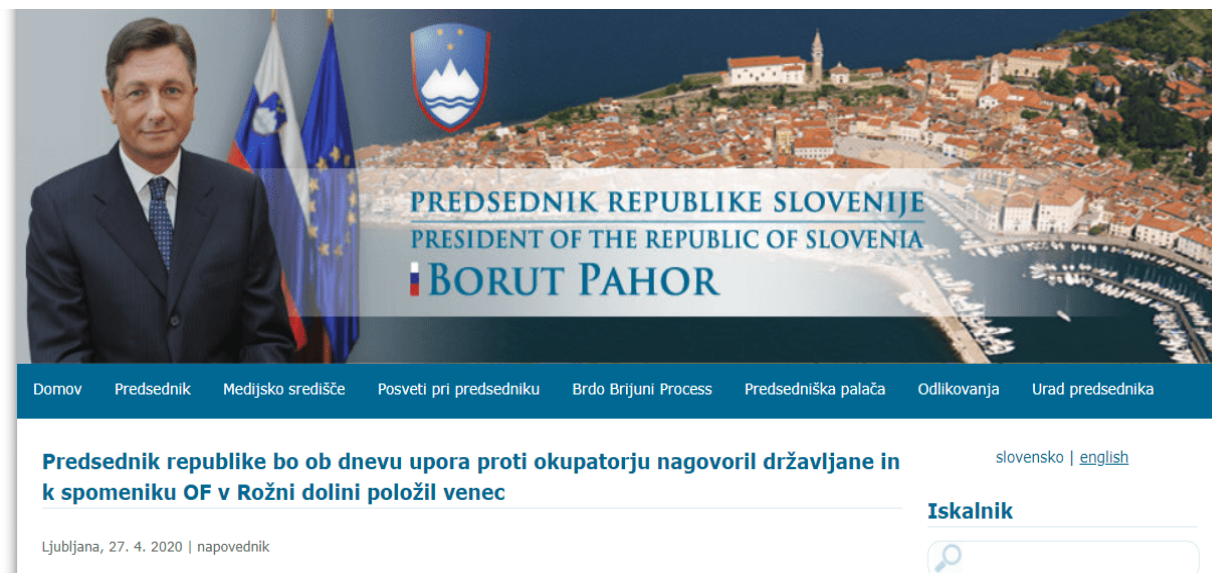 PREDSEDNIK REPUBLIKE SLOVENIJE
PRESIDENT OF THE REPUBLIC OF SLOVENIA
BORUT PAHOR
Domov Predsednik Medijsko središče Posveti pri predsedniku Brdo Brijuni Process Predsedniška palača Odlikovanja Urad predsednika
Predsednik republike bo ob dnevu upora proti okupatorju nagovoril državljane in
k spomeniku OF v Rožni dolini položil venec
Ljubljana, 27. 4. 2020 | napovednik
slovensko | english
Iskalnik